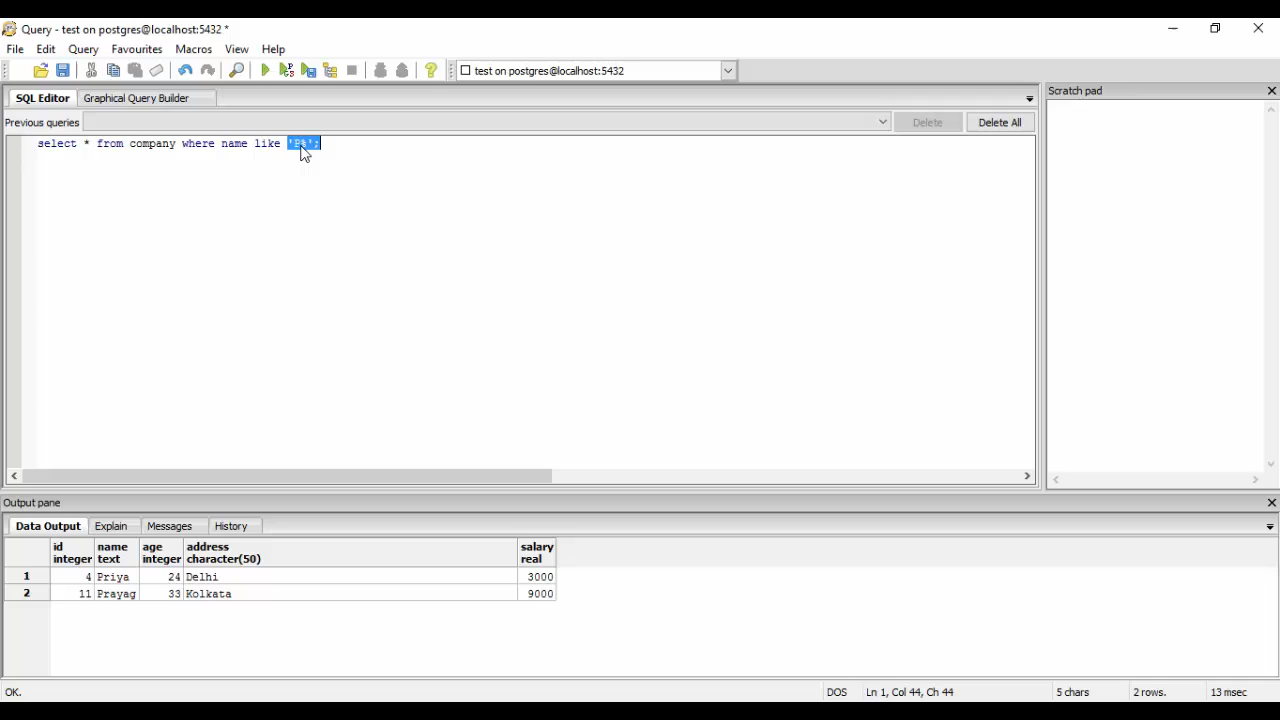 Query - test on postgres@localhost:5432 *
File Edit Query Favourites Macros View Help
test on postgres@localhost:5432
SQL Editor Graphical Query Builder
Scratch pad
Previous queries Delete Delete All
select * from company where name like 'P%';
Output pane
Data Output Explain Messages History
id name age address salary
integer text integer character(50) real
1 4 Priya 24 Delhi 3000
2 11 Prayag 33 Kolkata 9000
OK. DOS Ln 1, Col 44, Ch 44 5 chars 2 rows. 13 msec